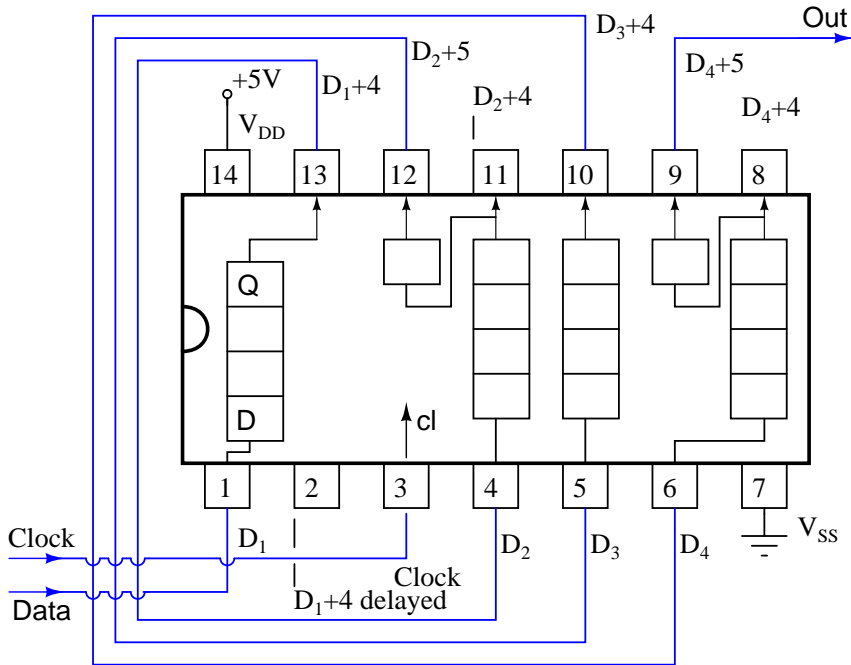 Out
D3+4
D2+5
D4+5
+5V
D1+4
D2+4
D4+4
VDD
14 13 12 11 10 9 8
Q
D
cl
1 2 3 4 5 6 7
Clock
D1
D2
D3
D4
VSS
Clock
Data
D1+4 delayed